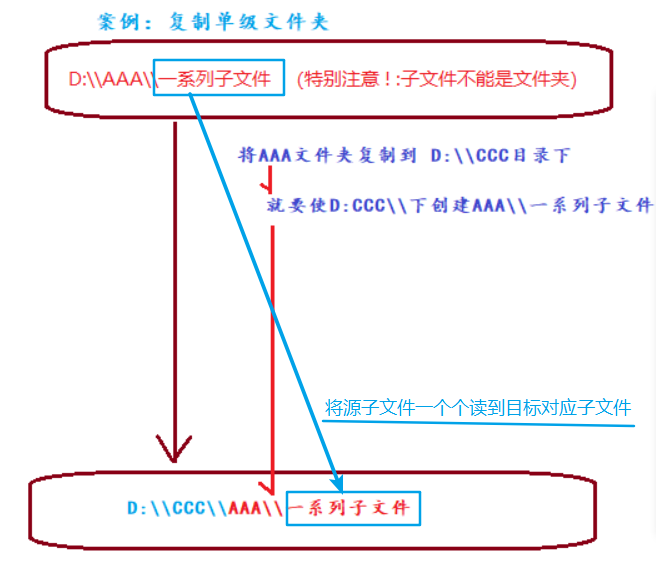 案例：复制单级文件夹
D:\\AAA\\一系列子文件 (特别注意！:子文件不能是文件夹)
将AAA文件夹复制到 D:\\CCC目录下
就要使D:CCC\\下创建AAA\\一系列子文件
将源子文件一个个读到目标对应子文件
D:\\CCC\\AAA\\一系列子文件